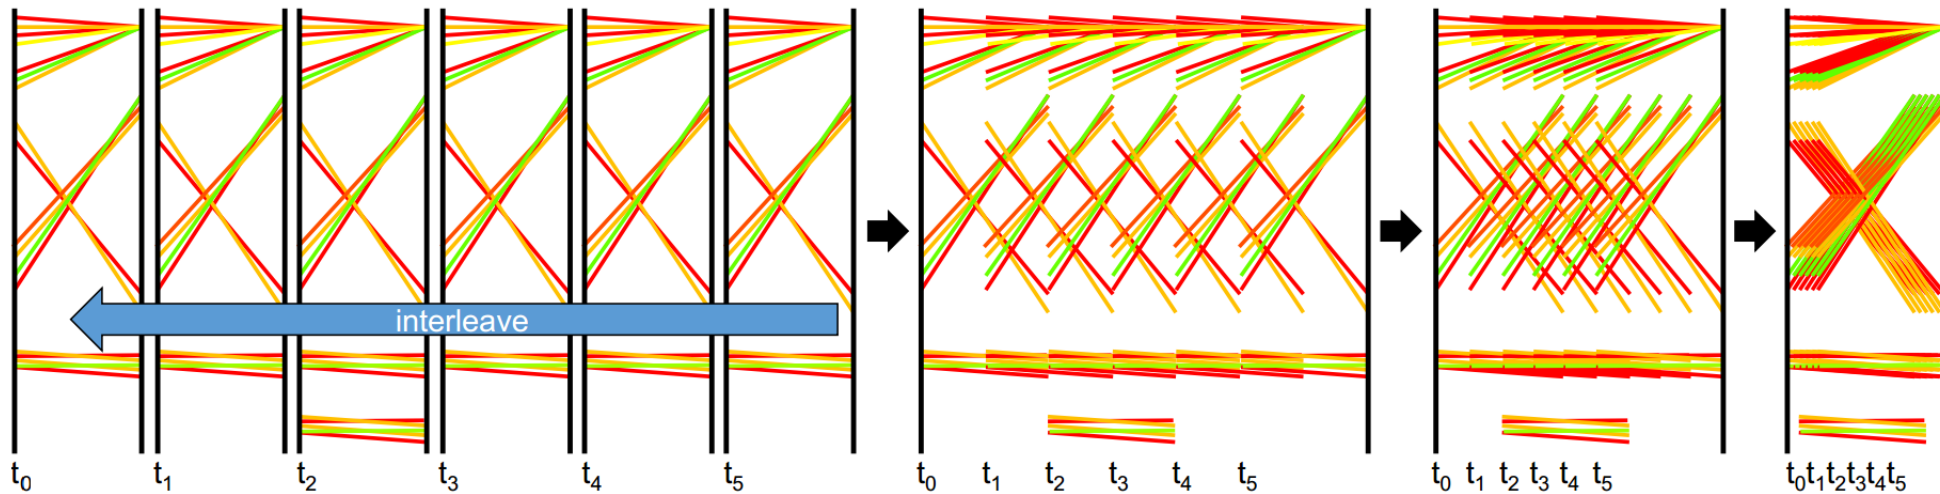 interleave
t₀ t₁ t₂ t₃ t₄ t₅ t₀ t₁ t₂ t₃ t₄ t₅ t₀ t₁ t₂ t₃ t₄ t₅ t₀t₁t₂t₃t₄t₅